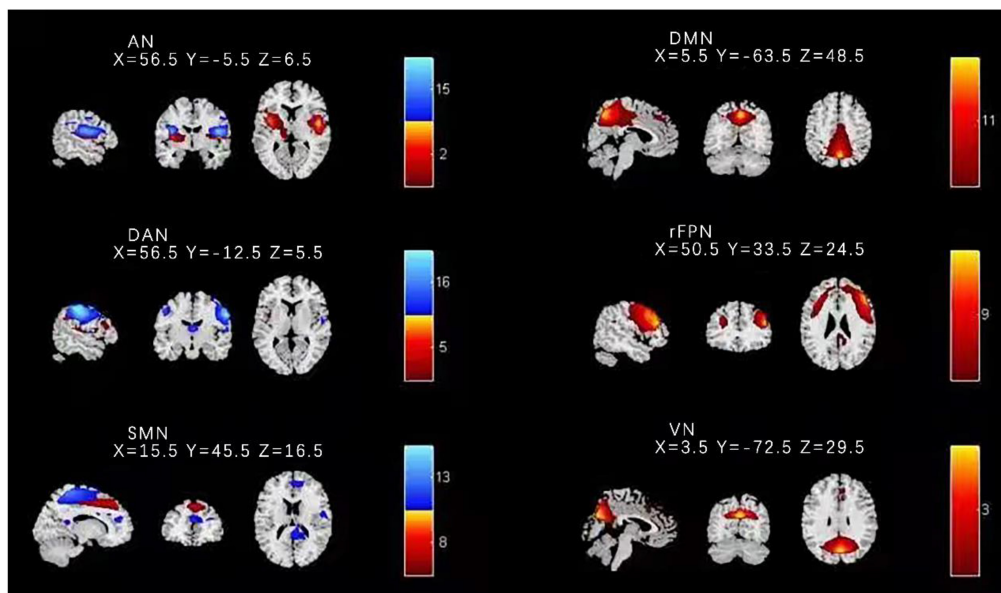 AN
X=56.5 Y=-5.5 Z=6.5
15
2
DMN
X=5.5 Y=-63.5 Z=48.5
11
DAN
X=56.5 Y=-12.5 Z=5.5
16
5
rFPN
X=50.5 Y=33.5 Z=24.5
9
SMN
X=15.5 Y=45.5 Z=16.5
13
8
VN
X=3.5 Y=-72.5 Z=29.5
3